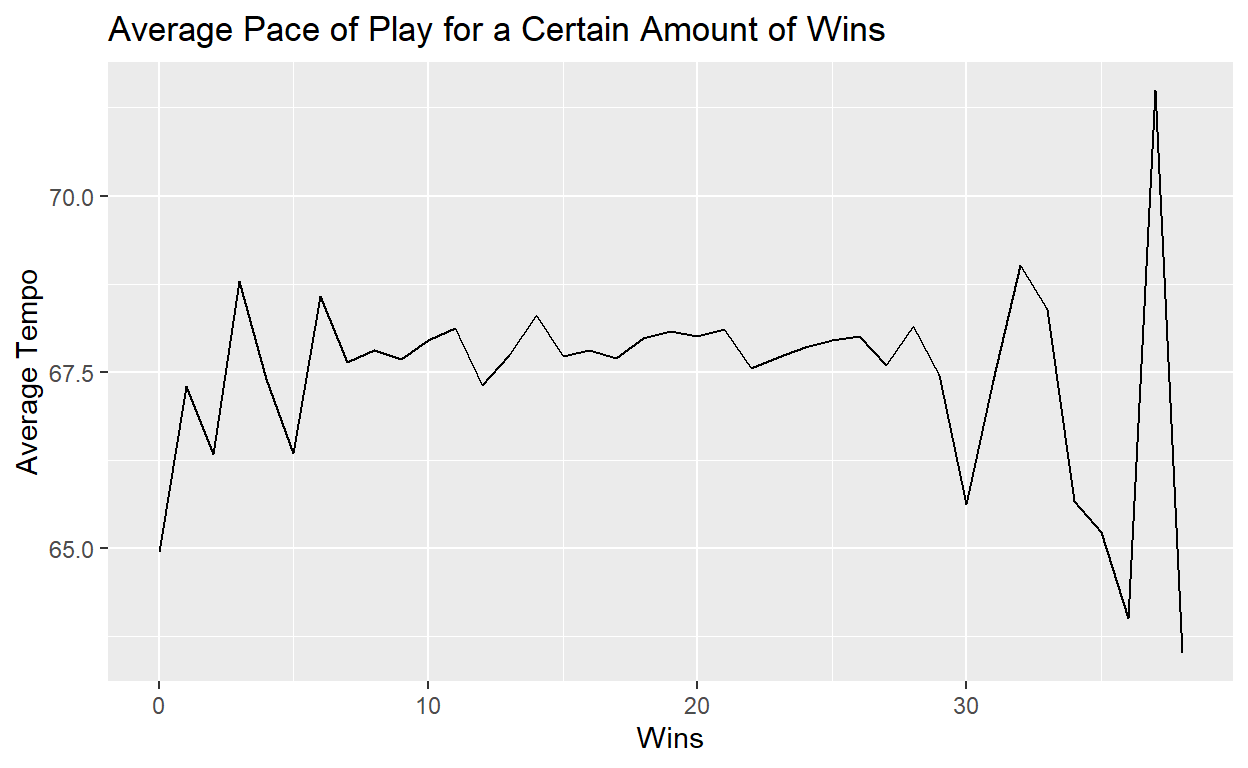 Average Pace of Play for a Certain Amount of Wins
Average Tempo
70.0
67.5
65.0
0 10 20 30
Wins